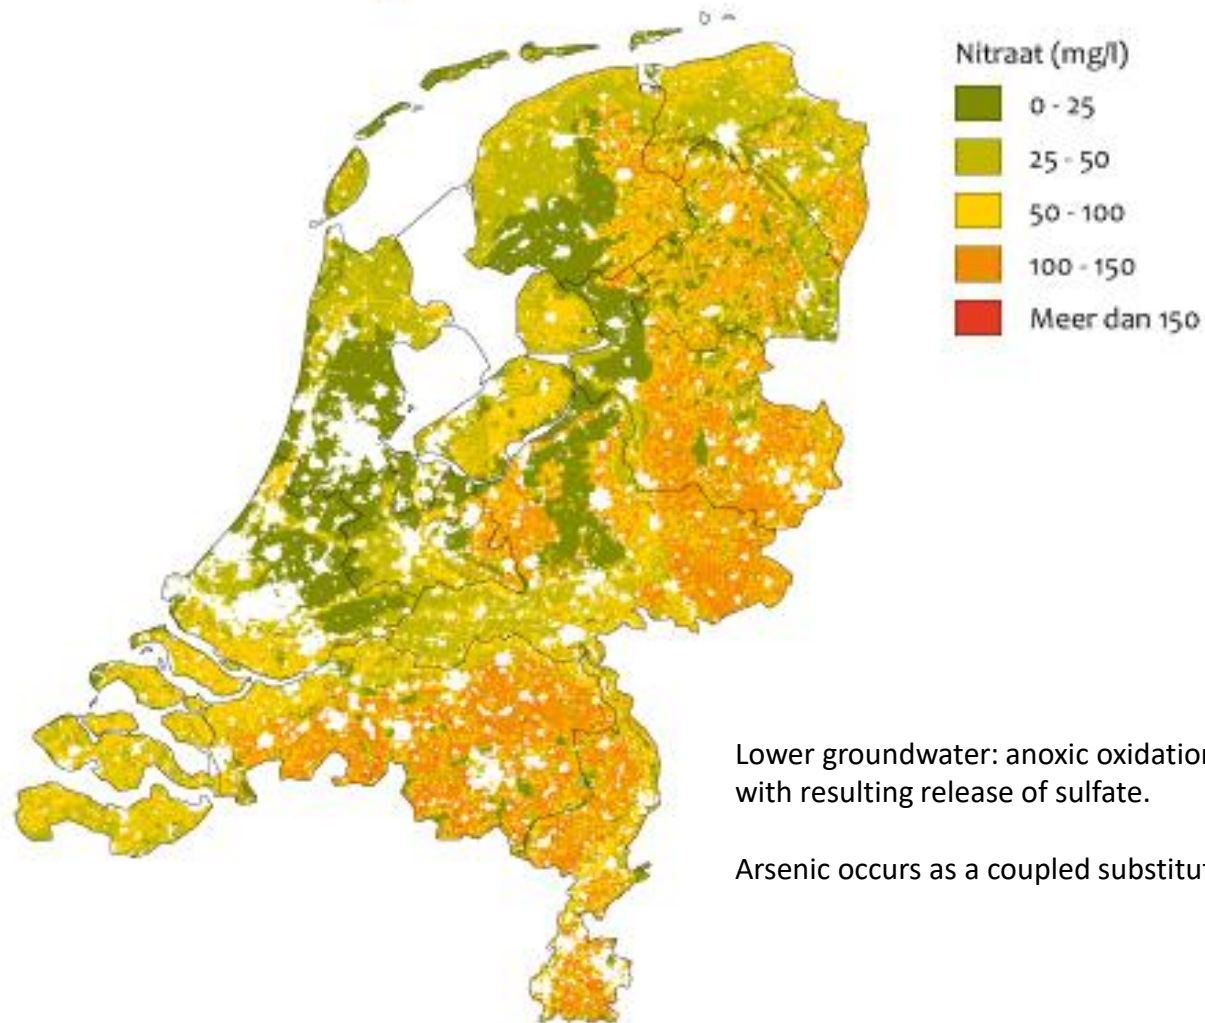 Nitraat (mg/l)
0 - 25
25 - 50
50 - 100
100 - 150
Meer dan 150
Lower groundwater: anoxic oxidation
with resulting release of sulfate.
Arsenic occurs as a coupled